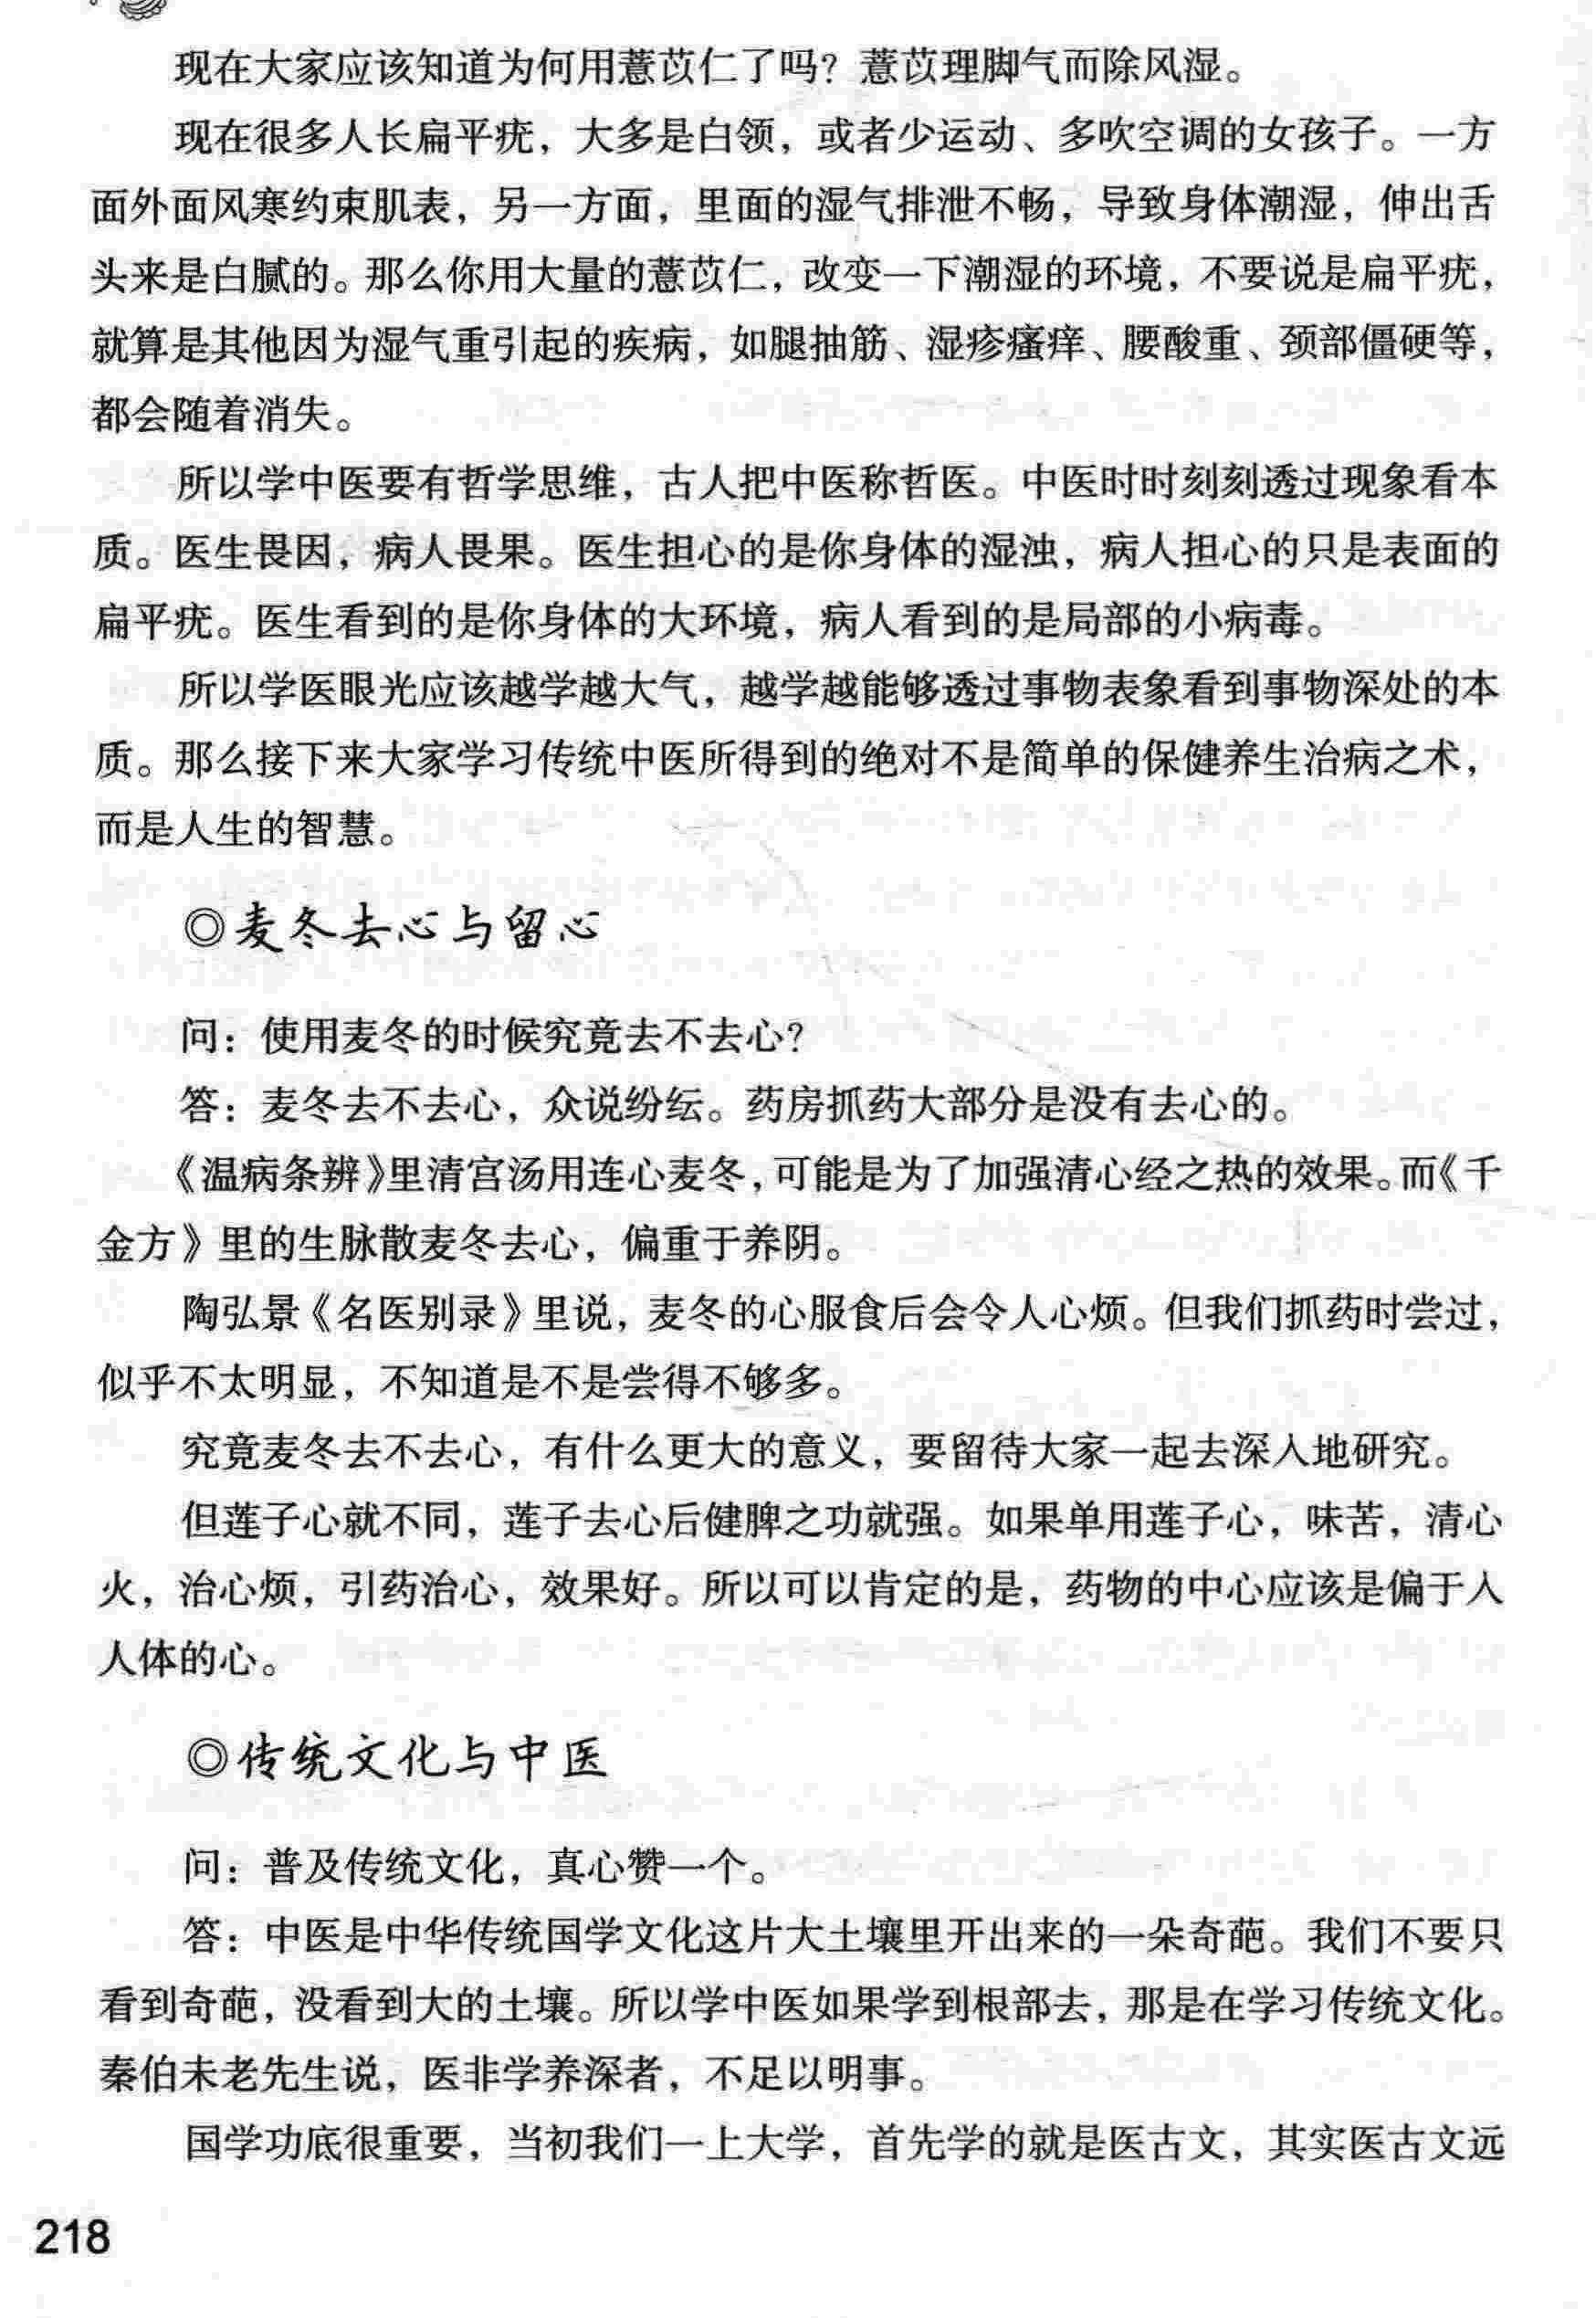 现在大家应该知道为何用薏苡仁了吗？薏苡理脚气而除风湿。
现在很多人长扁平疣，大多是白领，或者少运动、多吹空调的女孩子。一方
面外面风寒约束肌表，另一方面，里面的湿气排泄不畅，导致身体潮湿，伸出舌
头来是白腻的。那么你用大量的薏苡仁，改变一下潮湿的环境，不要说是扁平疣，
就算是其他因为湿气重引起的疾病，如腿抽筋、湿疹瘙痒、腰酸重、颈部僵硬等，
都会随着消失。
所以学中医要有哲学思维，古人把中医称哲医。中医时时刻刻透过现象看本
质。医生畏因，病人畏果。医生担心的是你身体的湿浊，病人担心的只是表面的
扁平疣。医生看到的是你身体的大环境，病人看到的是局部的小病毒。
所以学医眼光应该越学越大气，越学越能够透过事物表象看到事物深处的本
质。那么接下来大家学习传统中医所得到的绝对不是简单的保健养生治病之术，
而是人生的智慧。
◎麦冬去心与留心
问：使用麦冬的时候究竟去不去心？
答：麦冬去不去心，众说纷纭。药房抓药大部分是没有去心的。
《温病条辨》里清宫汤用连心麦冬，可能是为了加强清心经之热的效果。而《千
金方》里的生脉散麦冬去心，偏重于养阴。
陶弘景《名医别录》里说，麦冬的心服食后会令人心烦。但我们抓药时尝过，
似乎不太明显，不知道是不是尝得不够多。
究竟麦冬去不去心，有什么更大的意义，要留待大家一起去深入地研究。
但莲子心就不同，莲子去心后健脾之功就强。如果单用莲子心，味苦，清心
火，治心烦，引药治心，效果好。所以可以肯定的是，药物的中心应该是偏于入
人体的心。
◎传统文化与中医
问：普及传统文化，真心赞一个。
答：中医是中华传统国学文化这片大土壤里开出来的一朵奇葩。我们不要只
看到奇葩，没看到大的土壤。所以学中医如果学到根部去，那是在学习传统文化。
秦伯未老先生说，医非学养深者，不足以明事。
国学功底很重要，当初我们一上大学，首先学的就是医古文，其实医古文远
218